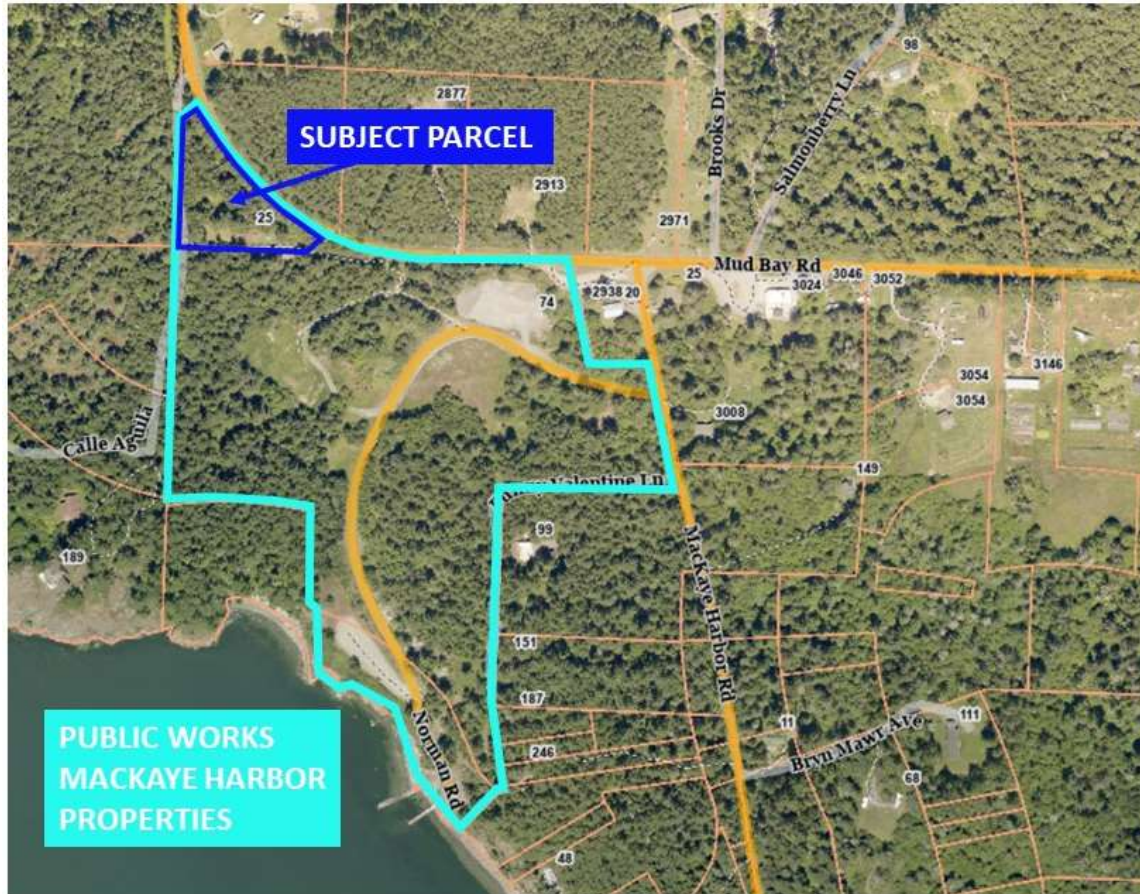 98
2877
SUBJECT PARCEL
Brooks Dr
Salmonberry Ln
2913
25
2971
Mud Bay Rd
25
3046
3052
3024
2938
20
74
3146
3054
3054
3008
Calle Aguila
149
Valentine Ln
99
MacKaye Harbor Rd
189
151
187
11
111
Bryn Mawr Ave
246
68
Norman Rd
PUBLIC WORKS
MACKAYE HARBOR
PROPERTIES
48